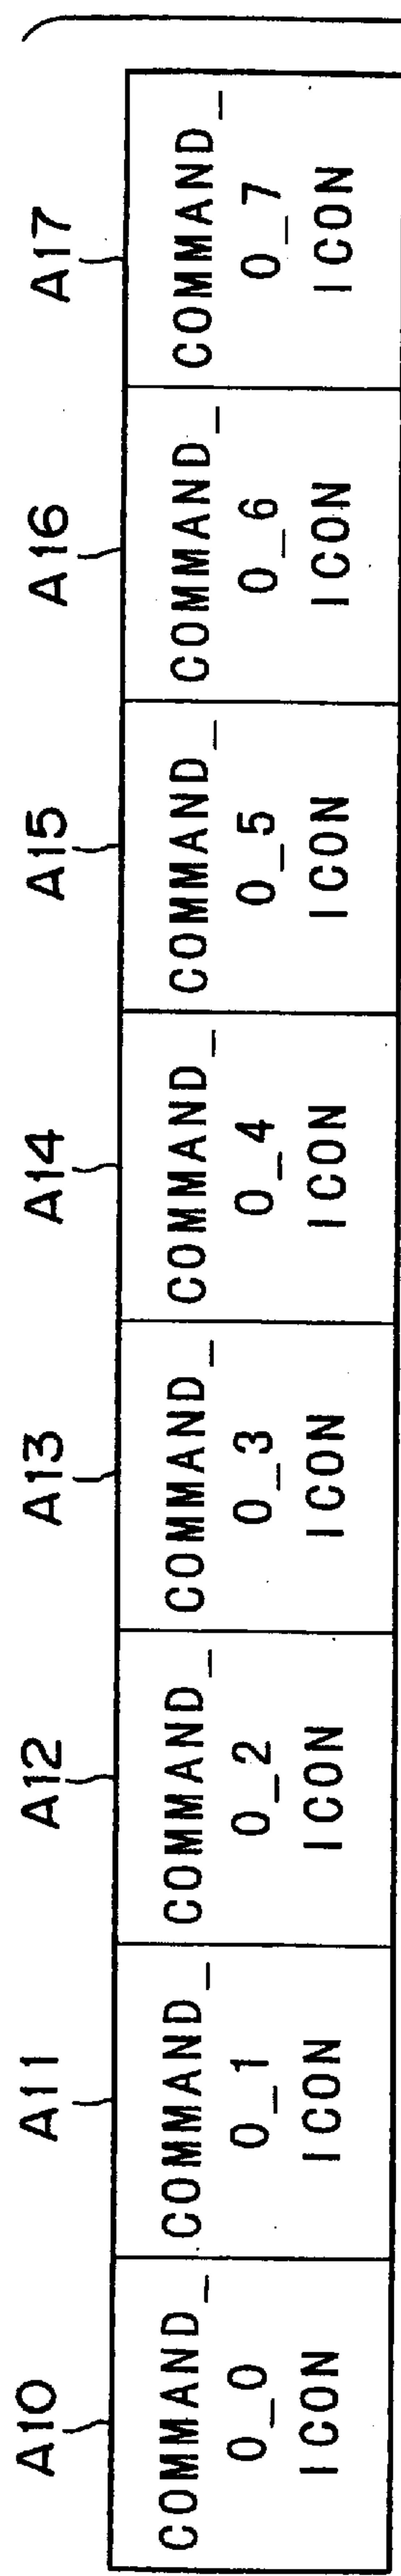 A10
A11
A12
A13
A14
A15
A16
A17
COMMAND_
0_0
ICON
COMMAND_
0_1
ICON
COMMAND_
0_2
ICON
COMMAND_
0_3
ICON
COMMAND_
0_4
ICON
COMMAND_
0_5
ICON
COMMAND_
0_6
ICON
COMMAND_
0_7
ICON